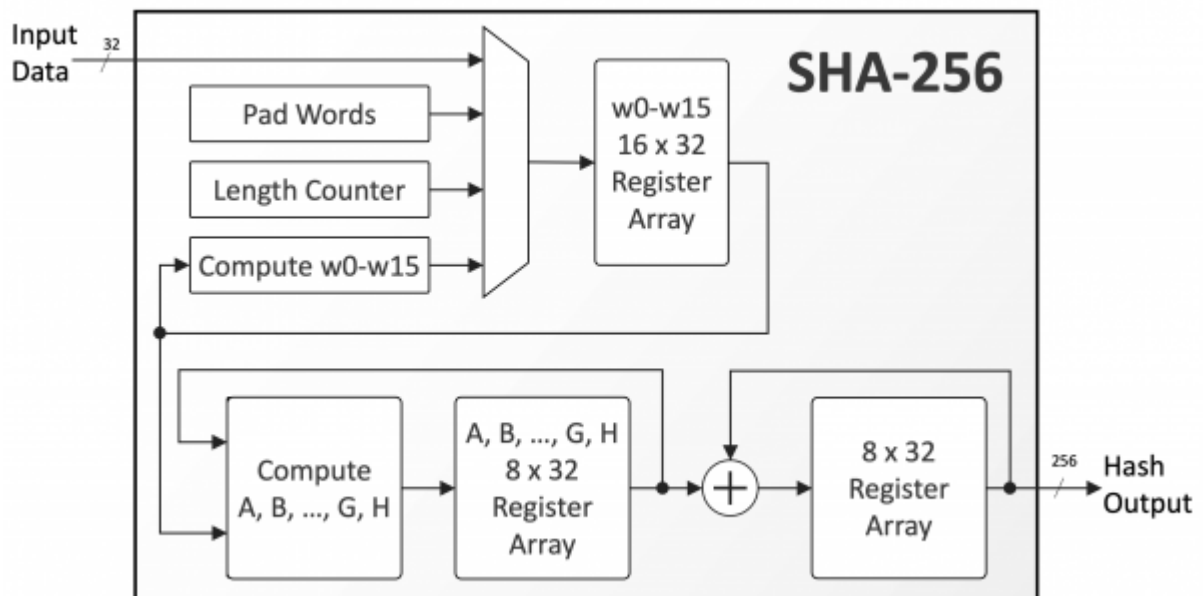 Input
Data
32
SHA-256
Pad Words
Length Counter
Compute w0-w15
w0-w15
16 x 32
Register
Array
Compute
A, B, ..., G, H
A, B, ..., G, H
8 x 32
Register
Array
+
8 x 32
Register
Array
256
Hash
Output